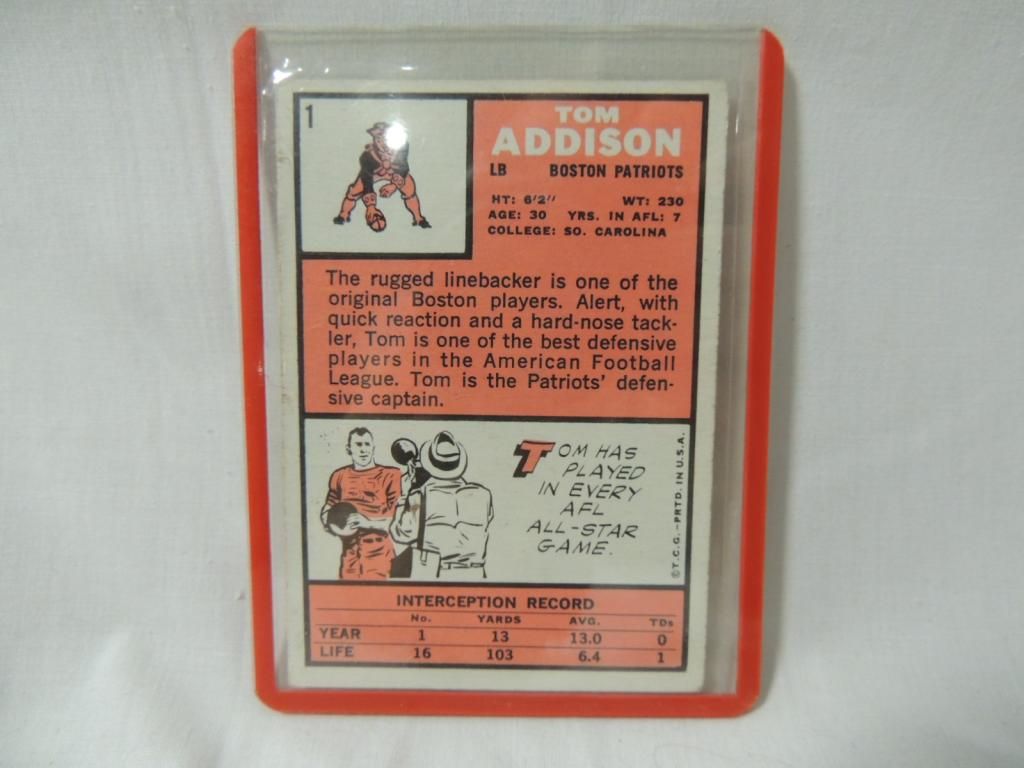 1
TOM
ADDISON
LB BOSTON PATRIOTS
HT: 6'2" WT: 230
AGE: 30 YRS. IN AFL: 7
COLLEGE: SO. CAROLINA
The rugged linebacker is one of the
original Boston players. Alert, with
quick reaction and a hard-nose tack-
ler, Tom is one of the best defensive
players in the American Football
League. Tom is the Patriots' defen-
sive captain.
TOM HAS
PLAYED
IN EVERY
AFL
ALL-STAR
GAME.
©T.C.G.-PRTD. IN U.S.A.
INTERCEPTION RECORD
No. YARDS AVG. TDs
YEAR 1 13 13.0 0
LIFE 16 103 6.4 1